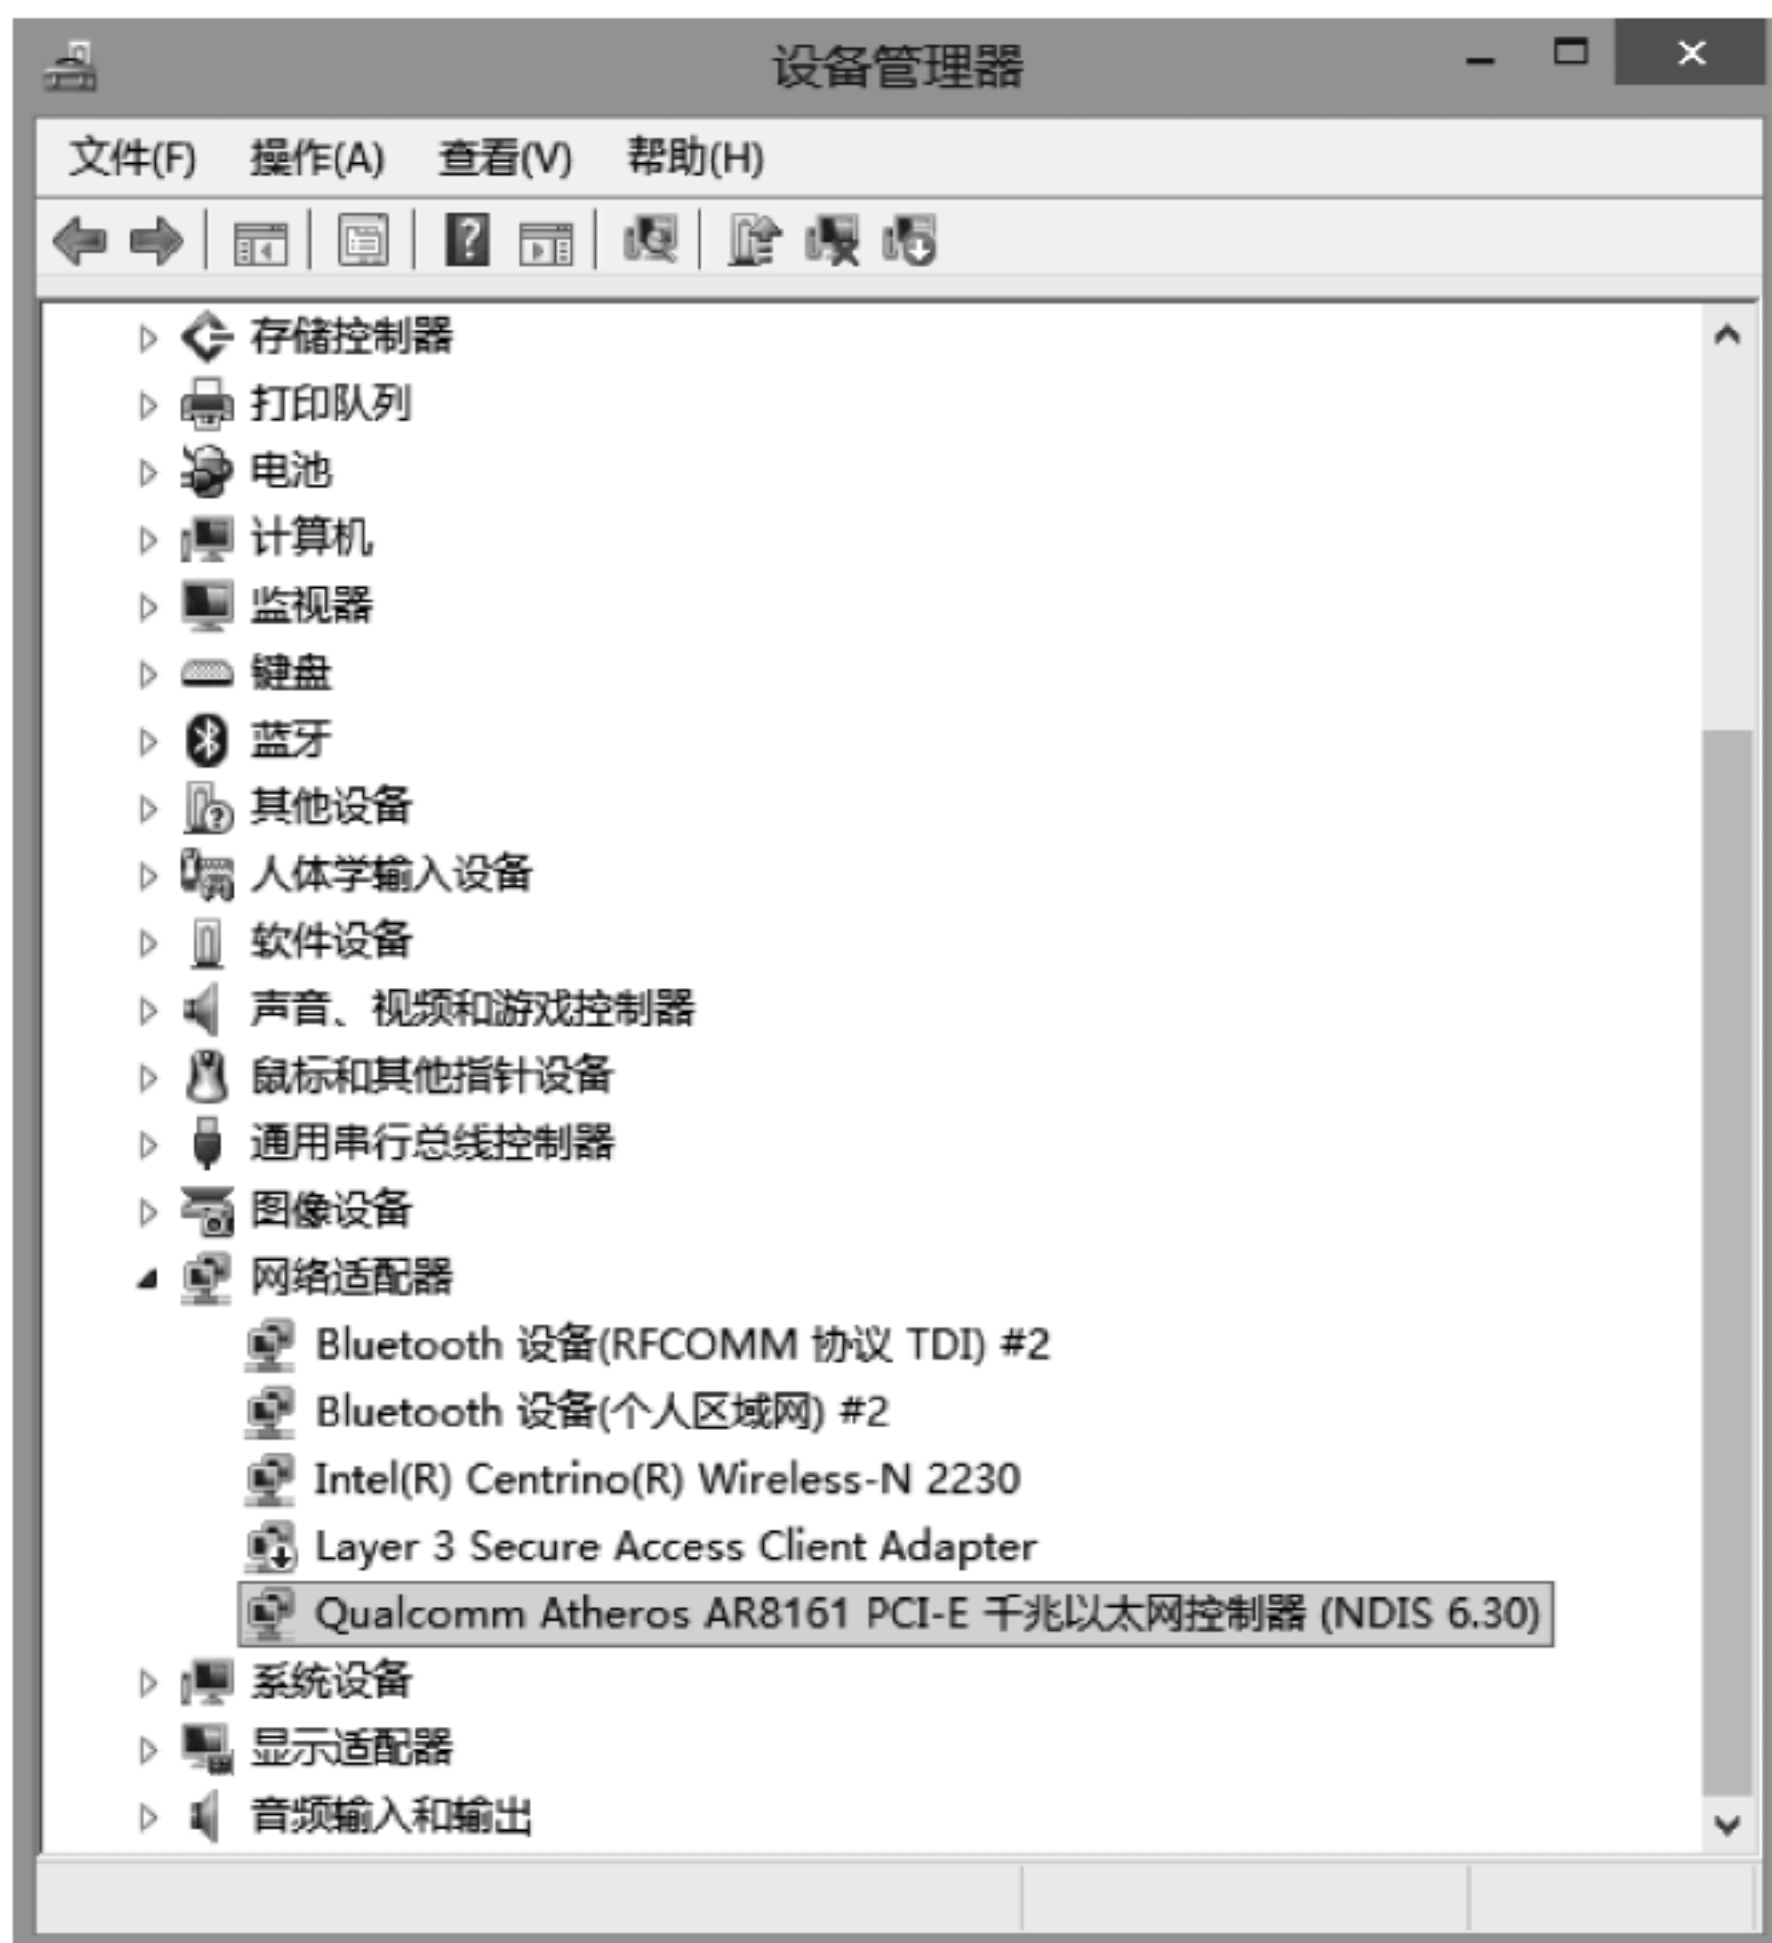 设备管理器
文件(F) 操作(A) 查看(V) 帮助(H)
存储控制器
打印队列
电池
计算机
监视器
键盘
蓝牙
其他设备
人体学输入设备
软件设备
声音、视频和游戏控制器
鼠标和其他指针设备
通用串行总线控制器
图像设备
网络适配器
Bluetooth 设备(RFCOMM 协议 TDI) #2
Bluetooth 设备(个人区域网) #2
Intel(R) Centrino(R) Wireless-N 2230
Layer 3 Secure Access Client Adapter
Qualcomm Atheros AR8161 PCI-E 千兆以太网控制器 (NDIS 6.30)
系统设备
显示适配器
音频输入和输出